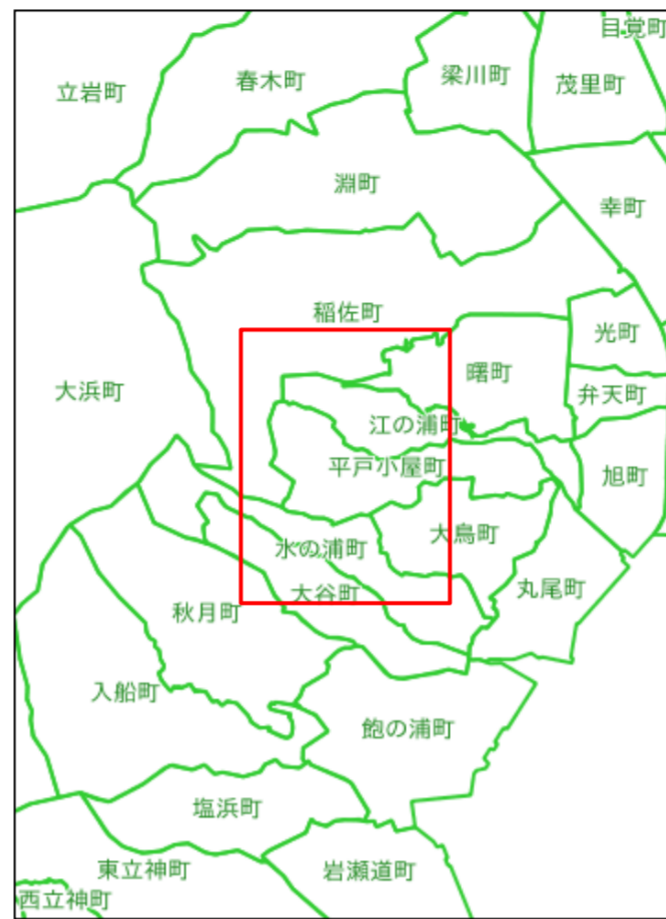 目覚町
梁川町
春木町
茂里町
立岩町
淵町
幸町
稲佐町
光町
曙町
大浜町
弁天町
江の浦町
平戸小屋町
旭町
大鳥町
水の浦町
丸尾町
大谷町
秋月町
入船町
飽の浦町
塩浜町
東立神町
岩瀬道町
西立神町